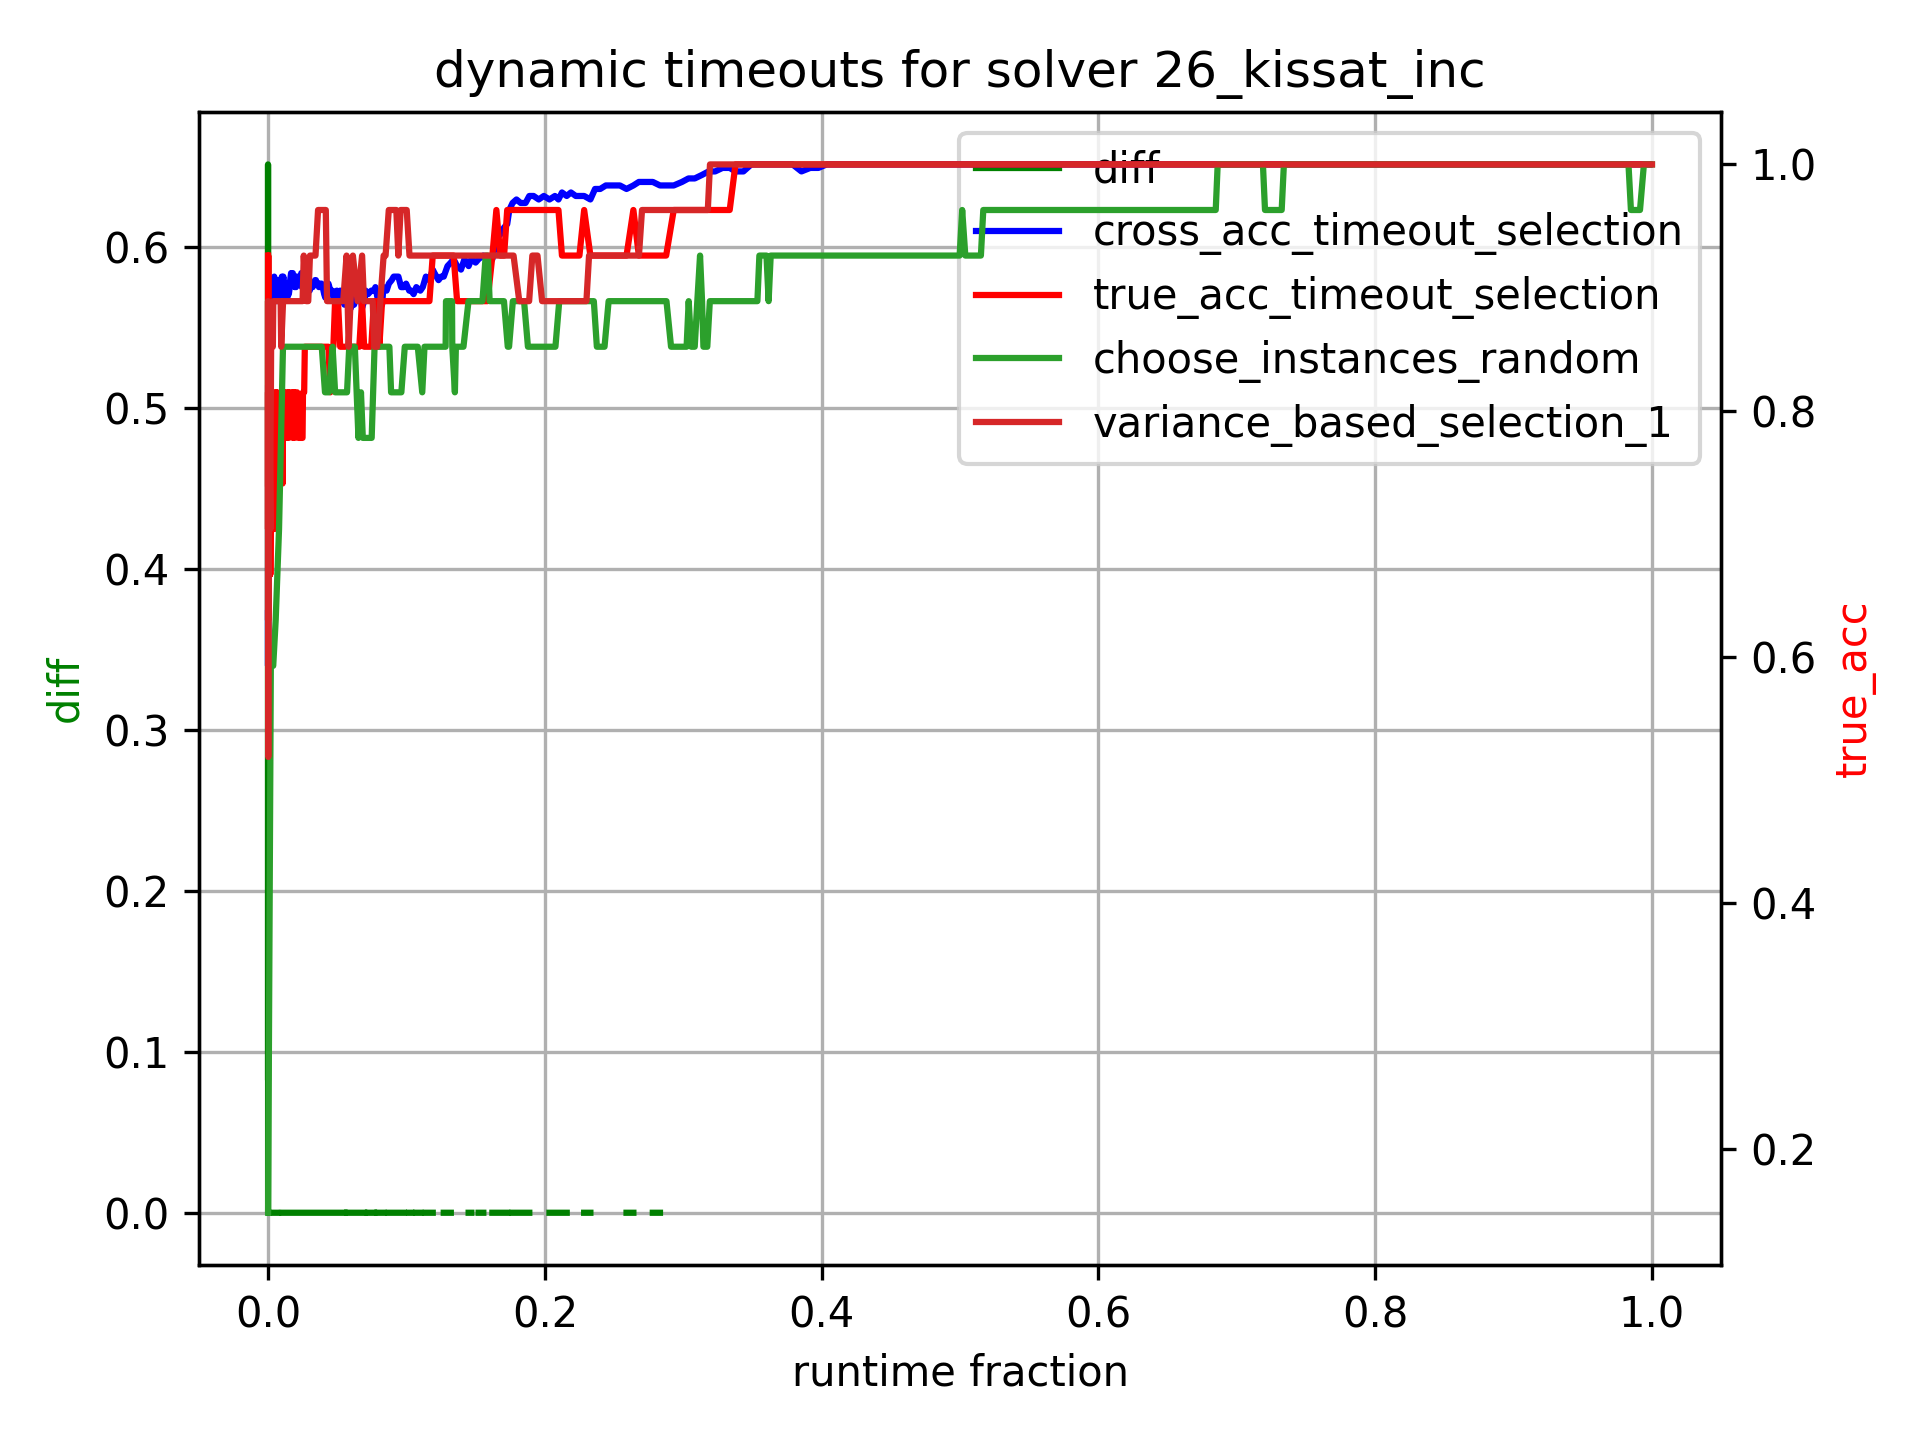 dynamic timeouts for solver 26_kissat_inc
diff
cross_acc_timeout_selection
true_acc_timeout_selection
choose_instances_random
variance_based_selection_1
diff
0.6
0.5
0.4
0.3
0.2
0.1
0.0
1.0
0.8
0.6
0.4
0.2
true_acc
0.0 0.2 0.4 0.6 0.8 1.0
runtime fraction